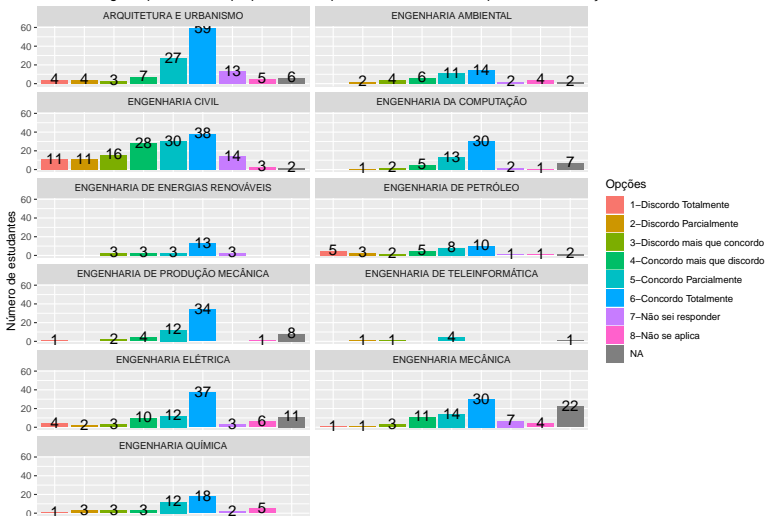 ARQUITETURA E URBANISMO
4 4 3 7 27 59 13 5 6
60
40
20
0
ENGENHARIA AMBIENTAL
2 4 6 11 14 2 4 2
ENGENHARIA CIVIL
11 11 16 28 30 38 14 3 2
60
40
20
0
ENGENHARIA DA COMPUTAÇÃO
1 2 5 13 30 2 1 7
ENGENHARIA DE ENERGIAS RENOVÁVEIS
3 3 3 13 3
60
40
20
0
ENGENHARIA DE PETRÓLEO
5 3 2 5 8 10 1 1 2
ENGENHARIA DE PRODUÇÃO MECÂNICA
1 2 4 12 34 1 8
60
40
20
0
ENGENHARIA DE TELEINFORMÁTICA
1 1 4 1
ENGENHARIA ELÉTRICA
4 2 3 10 12 37 3 6 11
60
40
20
0
ENGENHARIA MECÂNICA
1 1 3 11 14 30 7 4 22
ENGENHARIA QUÍMICA
1 3 3 3 12 18 2 5
60
40
20
0
Número de estudantes
Opções
1−Discordo Totalmente
2−Discordo Parcialmente
3−Discordo mais que concordo
4−Concordo mais que discordo
5−Concordo Parcialmente
6−Concordo Totalmente
7−Não sei responder
8−Não se aplica
NA